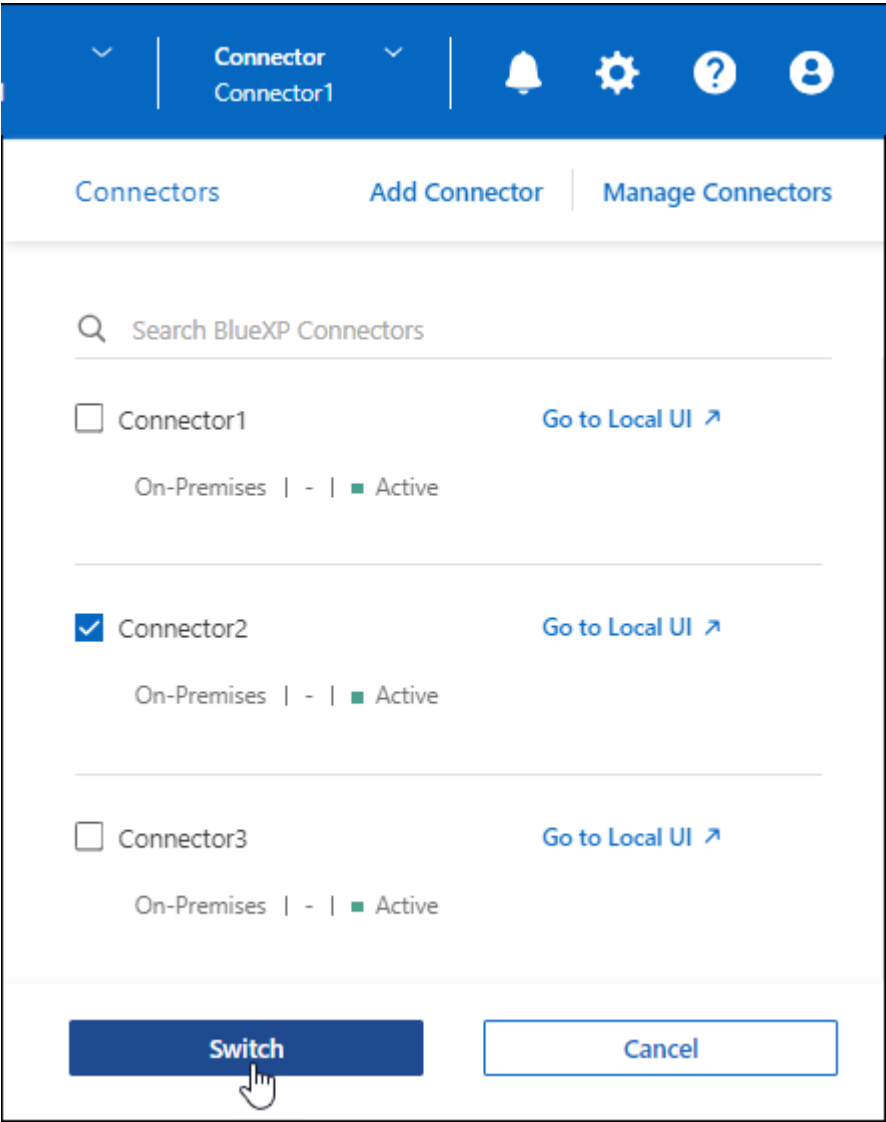 Connector
Connector1
Connectors Add Connector Manage Connectors
Search BlueXP Connectors
Connector1 Go to Local UI
On-Premises | - | Active
Connector2 Go to Local UI
On-Premises | - | Active
Connector3 Go to Local UI
On-Premises | - | Active
Switch Cancel